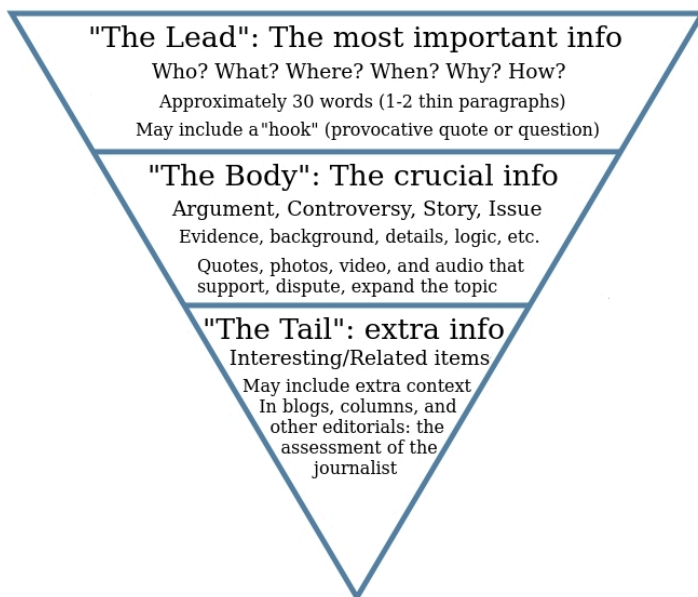 "The Lead": The most important info
Who? What? Where? When? Why? How?
Approximately 30 words (1-2 thin paragraphs)
May include a "hook" (provocative quote or question)
"The Body": The crucial info
Argument, Controversy, Story, Issue
Evidence, background, details, logic, etc.
Quotes, photos, video, and audio that
support, dispute, expand the topic
"The Tail": extra info
Interesting/Related items
May include extra context
In blogs, columns, and
other editorials: the
assessment of the
journalist